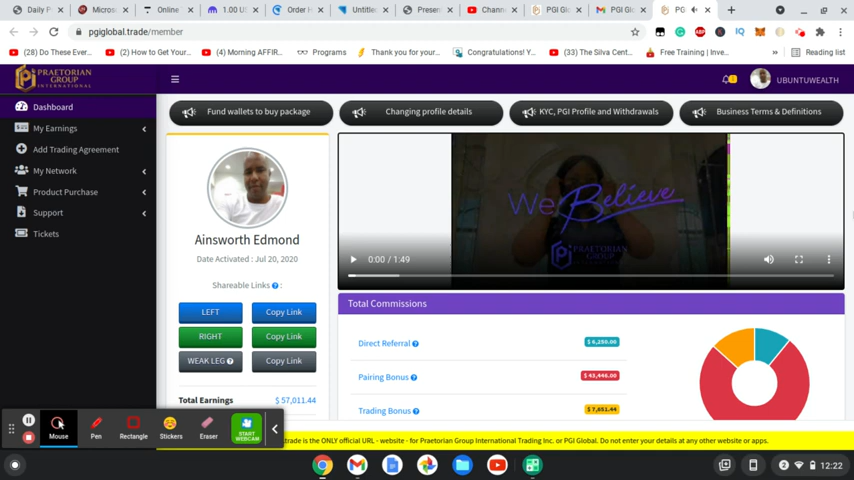 Daily P
Micros
Online
1.00 U
Order H
Untitle
Presen
Chann
PGI Glo
PGI Glo
PG
pgiglobal.trade/member
(28) Do These Ever...
(2) How to Get Your...
(4) Morning AFFIR...
Programs
Thank you for your...
Congratulations! Y...
(33) The Silva Cent...
Free Training | Inve...
Reading list
PRAETORIAN
GROUP
INTERNATIONAL
UBUNTUWEALTH
Dashboard
My Earnings
Add Trading Agreement
My Network
Product Purchase
Support
Tickets
Fund wallets to buy package
Changing profile details
KYC, PGI Profile and Withdrawals
Business Terms & Definitions
Ainsworth Edmond
Date Activated : Jul 20, 2020
Shareable Links ? :
LEFT Copy Link
RIGHT Copy Link
WEAK LEG ? Copy Link
Total Earnings $ 57,011.44
We Believe
PRAETORIAN
GROUP
0:00 / 1:49
Total Commissions
Direct Referral ? $ 6,250.00
Pairing Bonus ? $ 43,448.00
Trading Bonus ?
Mouse
Pen
Rectangle
Stickers
Eraser
START
WEBCAM
trade is the ONLY official URL - website - for Praetorian Group International Trading Inc. or PGI Global. Do not enter your details at any other website or apps.
2
12:22